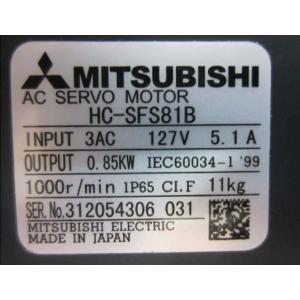 MITSUBISHI
AC SERVO MOTOR
HC-SFS81B
INPUT 3AC 127V 5.1A
OUTPUT 0.85KW IEC60034-1 '99
1000r/min IP65 CI.F 11kg
SER.No.312054306 031
MITSUBISHI ELECTRIC
MADE IN JAPAN